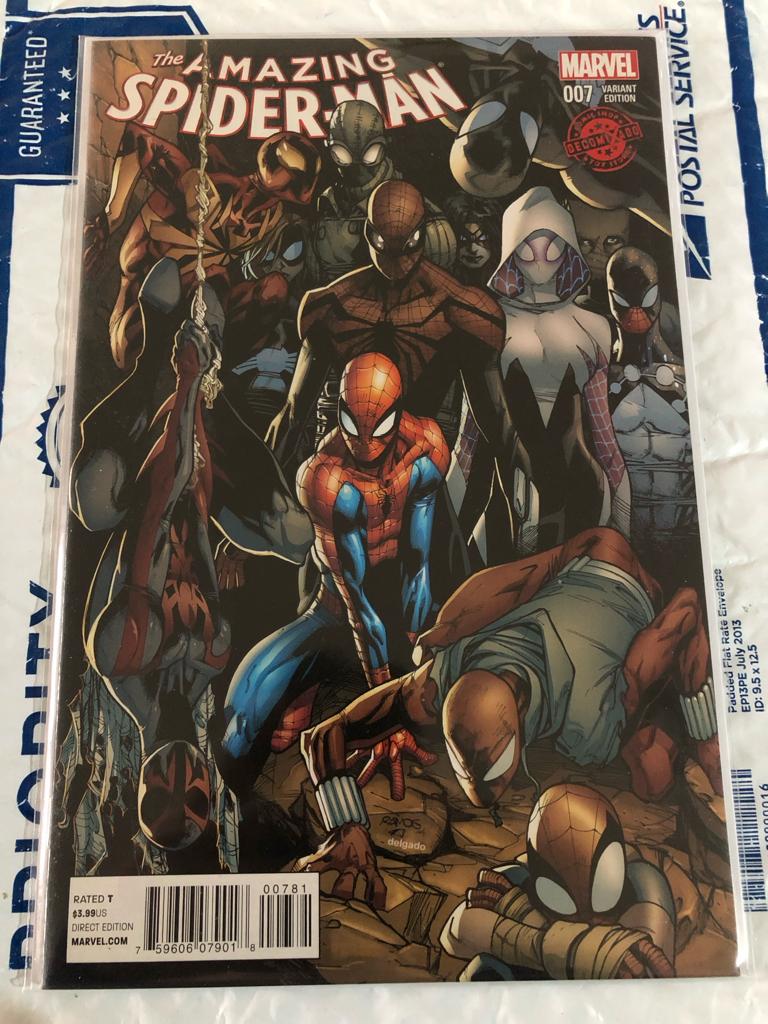 GUARANTEED
★ ★ ★
The AMAZING
SPIDER-MAN
MARVEL
007 VARIANT
EDITION
DECOMIXADO
POSTAL SERVICE.
PRIORITY
Padded Flat Rate Envelope
EP13PE July 2013
ID: 9.5 x 12.5
RAMOS
delgado
RATED T
$3.99US
DIRECT EDITION
MARVEL.COM
00781
7 59606 07901 8